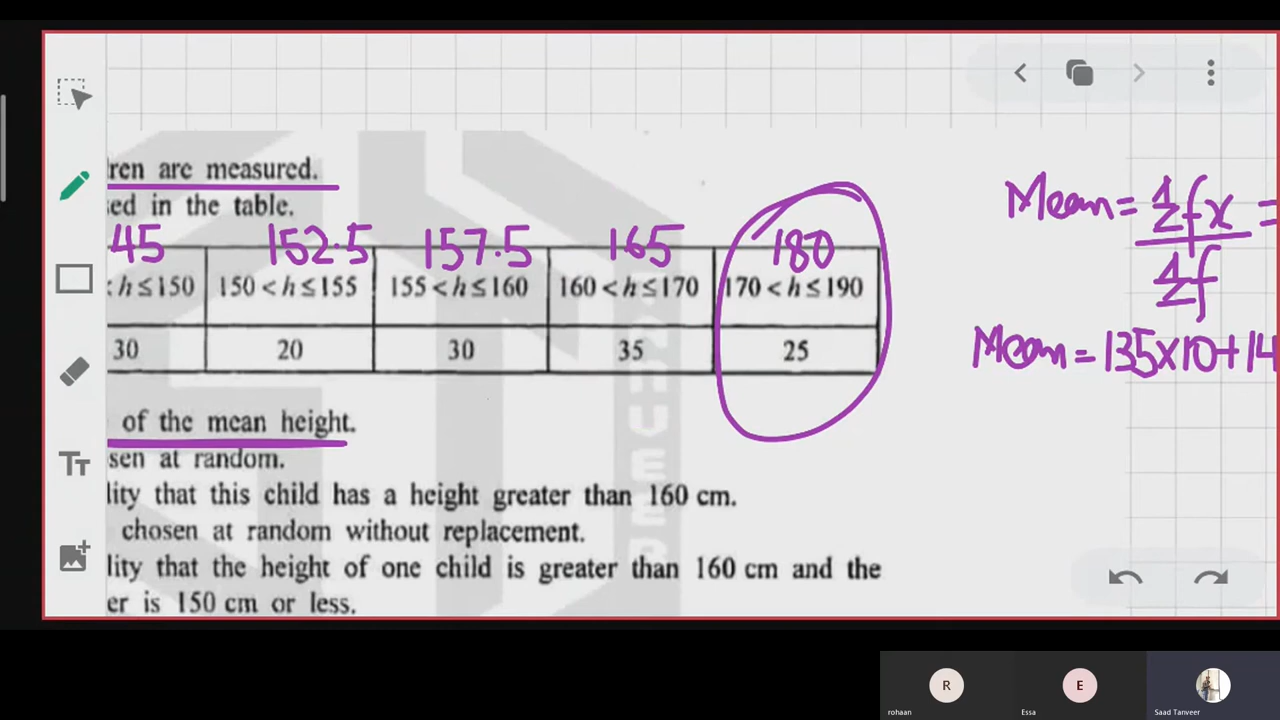 ren are measured.
ed in the table.
45 152.5 157.5 165 180
h ≤ 150 150 < h ≤ 155 155 < h ≤ 160 160 < h ≤ 170 170 < h ≤ 190
30 20 30 35 25
of the mean height.
sen at random.
lity that this child has a height greater than 160 cm.
chosen at random without replacement.
lity that the height of one child is greater than 160 cm and the
er is 150 cm or less.
Mean = Σfx =
Σf
Mean = 135×10+14
TT
R E
rohaan Essa Saad Tanveer